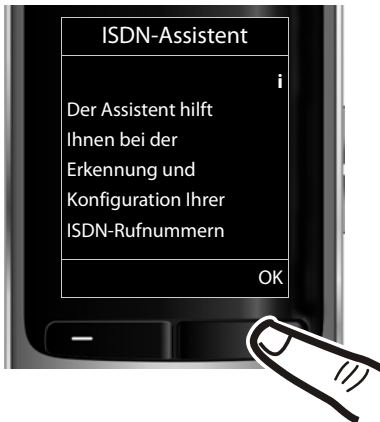 ISDN-Assistent
i
Der Assistent hilft
Ihnen bei der
Erkennung und
Konfiguration Ihrer
ISDN-Rufnummern
OK